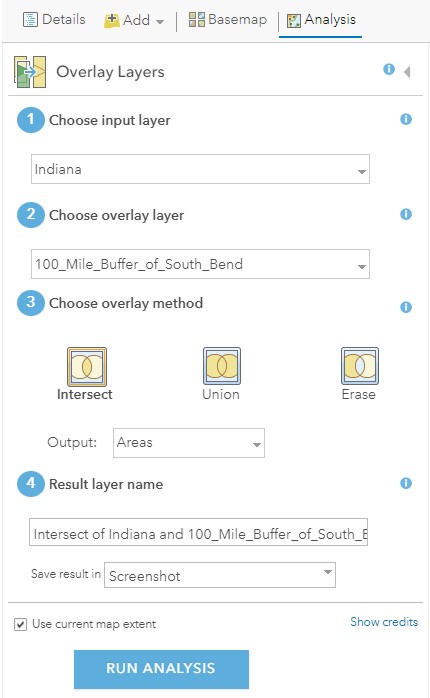 Details Add Basemap Analysis
Overlay Layers
1 Choose input layer
Indiana
2 Choose overlay layer
100_Mile_Buffer_of_South_Bend
3 Choose overlay method
Intersect Union Erase
Output: Areas
4 Result layer name
Intersect of Indiana and 100_Mile_Buffer_of_South_
Save result in Screenshot
Use current map extent Show credits
RUN ANALYSIS